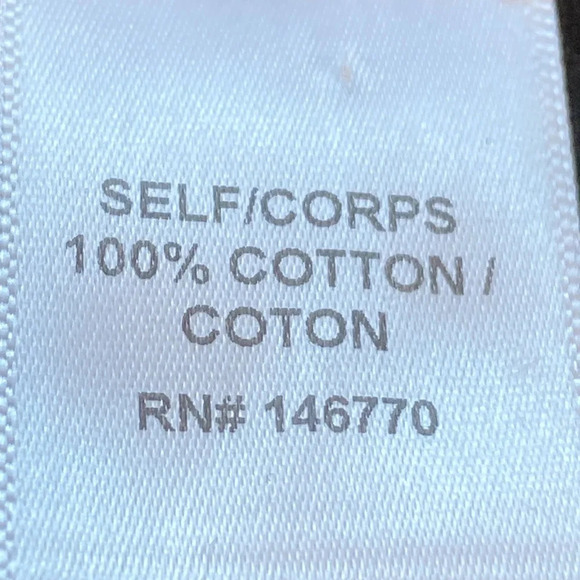 SELF/CORPS
100% COTTON /
COTON
RN# 146770